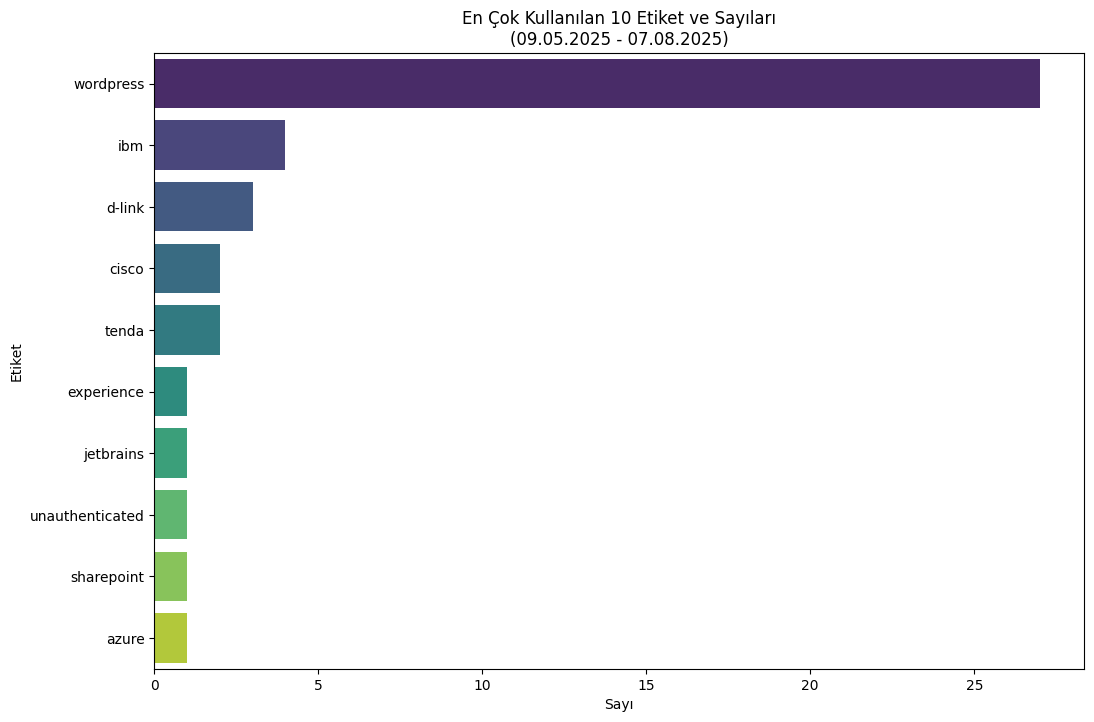 En Çok Kullanılan 10 Etiket ve Sayıları
(09.05.2025 - 07.08.2025)
Etiket
wordpress
ibm
d-link
cisco
tenda
experience
jetbrains
unauthenticated
sharepoint
azure
0 5 10 15 20 25
Sayı